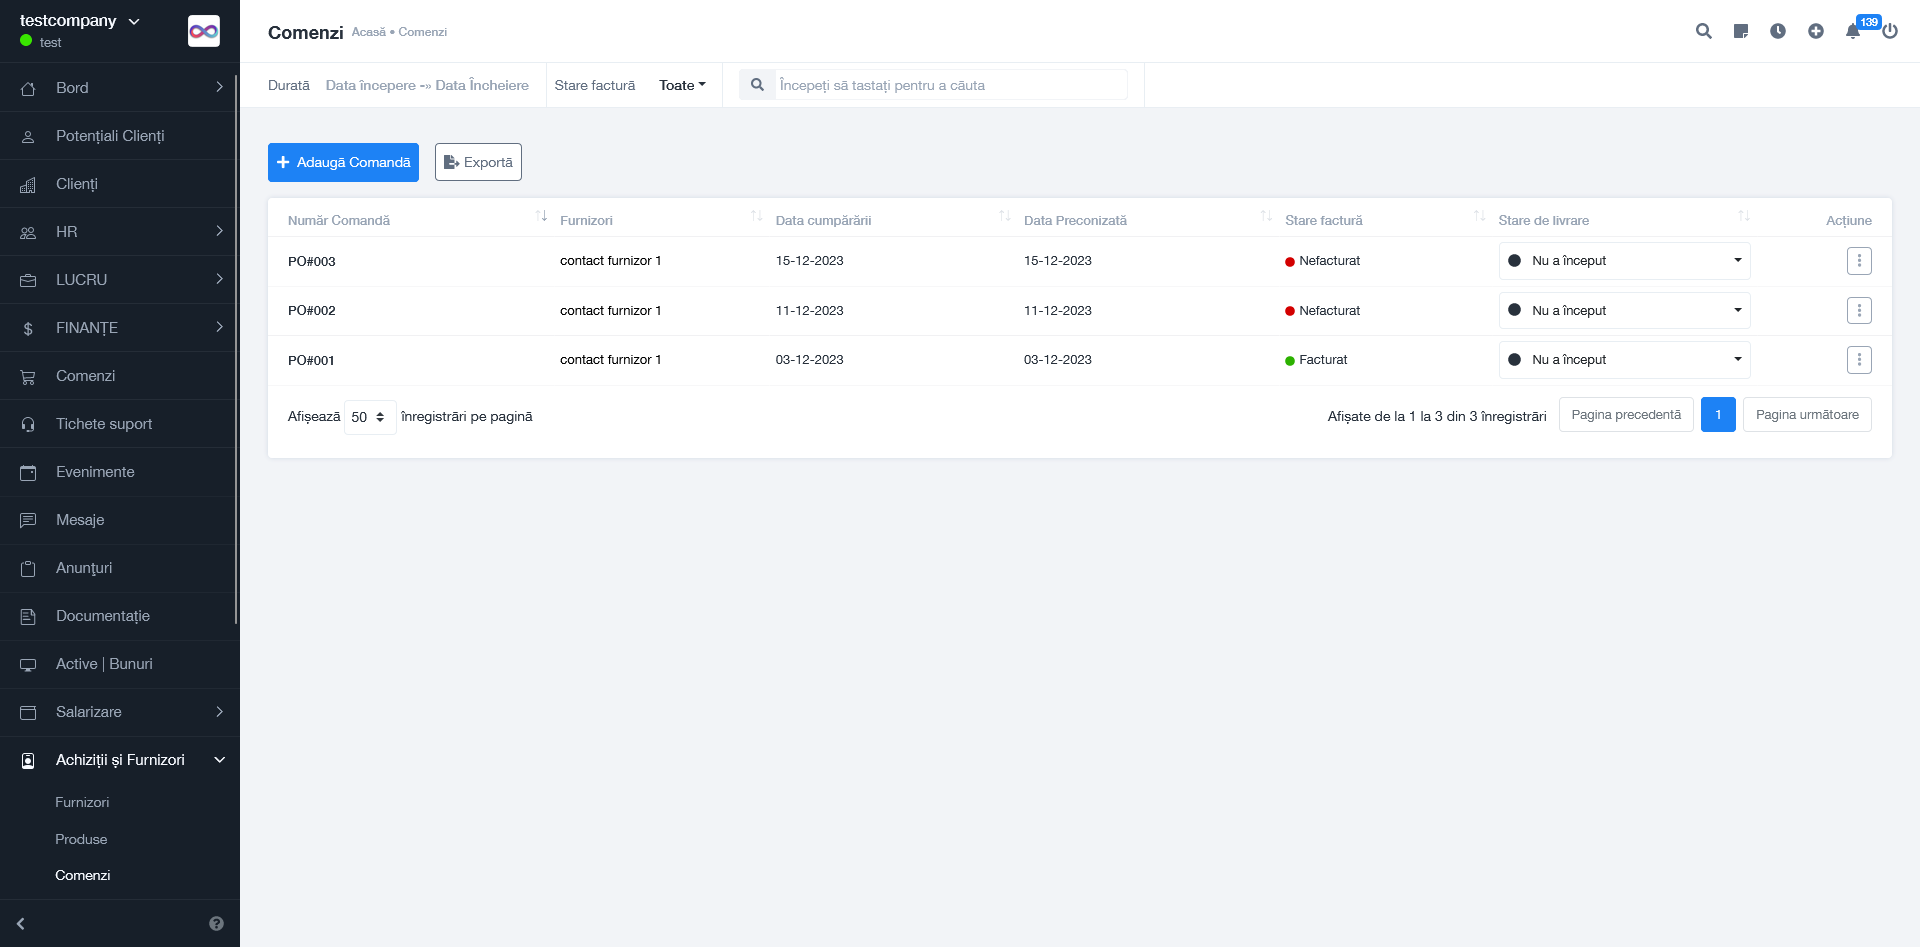 testcompany
test
Bord
Potențiali Clienți
Clienți
HR
LUCRU
FINANȚE
Comenzi
Tichete suport
Evenimente
Mesaje
Anunțuri
Documentație
Active | Bunuri
Salarizare
Achiziții și Furnizori
Furnizori
Produse
Comenzi
Comenzi Acasă • Comenzi
139
Durată Data începere -» Data Încheiere Stare factură Toate Începeți să tastați pentru a căuta
Adaugă Comandă Exportă
Număr Comandă Furnizori Data cumpărării Data Preconizată Stare factură Stare de livrare Acțiune
PO#003 contact furnizor 1 15-12-2023 15-12-2023 Nefacturat Nu a început
PO#002 contact furnizor 1 11-12-2023 11-12-2023 Nefacturat Nu a început
PO#001 contact furnizor 1 03-12-2023 03-12-2023 Facturat Nu a început
Afișează 50 înregistrări pe pagină Afișate de la 1 la 3 din 3 înregistrări Pagina precedentă 1 Pagina următoare